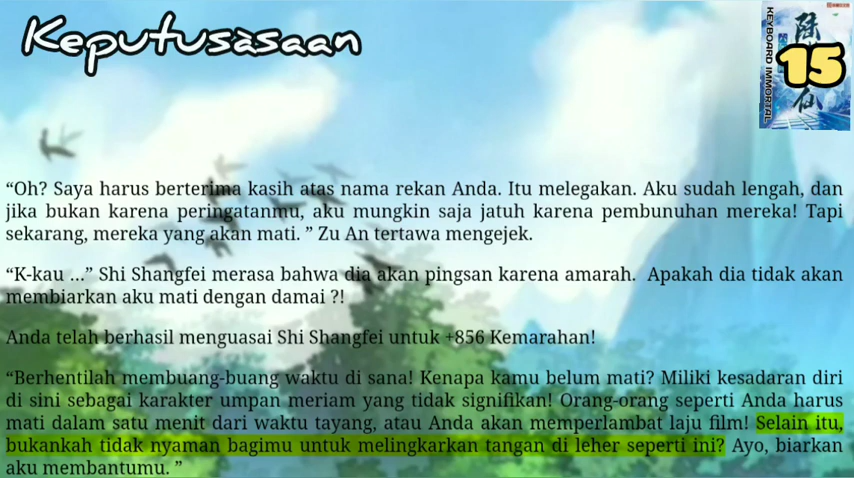 Keputusàsaan
KEYBOARD IMMORTAL
15
“Oh? Saya harus berterima kasih atas nama rekan Anda. Itu melegakan. Aku sudah lengah, dan
jika bukan karena peringatanmu, aku mungkin saja jatuh karena pembunuhan mereka! Tapi
sekarang, mereka yang akan mati. ” Zu An tertawa mengejek.
“K-kau ...” Shi Shangfei merasa bahwa dia akan pingsan karena amarah.  Apakah dia tidak akan
membiarkan aku mati dengan damai ?!
Anda telah berhasil menguasai Shi Shangfei untuk +856 Kemarahan!
“Berhentilah membuang-buang waktu di sana! Kenapa kamu belum mati? Miliki kesadaran diri
di sini sebagai karakter umpan meriam yang tidak signifikan! Orang-orang seperti Anda harus
mati dalam satu menit dari waktu tayang, atau Anda akan memperlambat laju film! Selain itu,
bukankah tidak nyaman bagimu untuk melingkarkan tangan di leher seperti ini? Ayo, biarkan
aku membantumu. ”